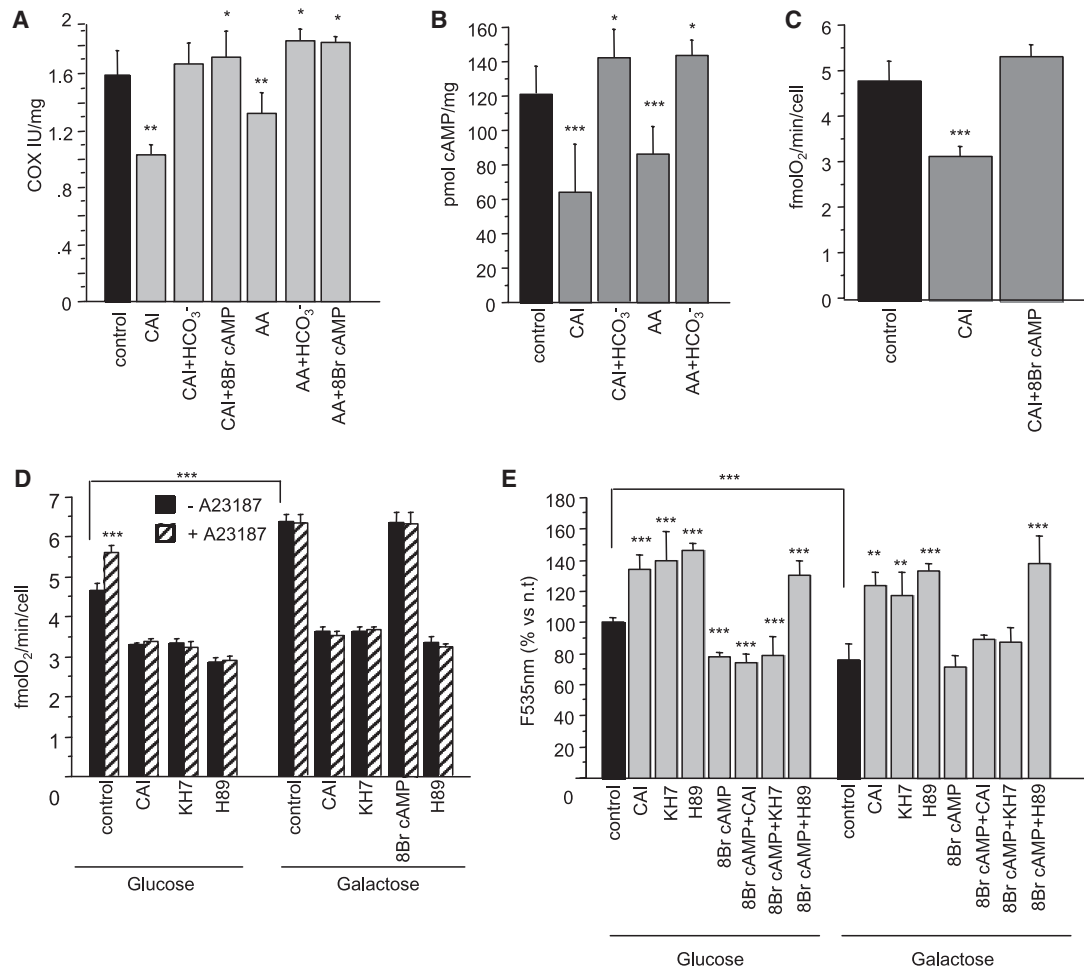 A
COX IU/mg
2
1.6
1.2
.8
.4
0
**
*
**
*
*
control
CAI
CAI+HCO3-
CAI+8Br cAMP
AA
AA+HCO3-
AA+8Br cAMP
B
pmol cAMP/mg
160
140
120
100
80
60
40
20
0
***
*
***
*
control
CAI
CAI+HCO3-
AA
AA+HCO3-
C
fmolO2/min/cell
6
5
4
3
2
1
0
***
control
CAI
CAI+8Br cAMP
D
***
- A23187
+ A23187
fmolO2/min/cell
7
6
5
4
3
2
1
0
***
control
CAI
KH7
H89
control
CAI
KH7
8Br cAMP
H89
Glucose
Galactose
E
***
F535nm (% vs n.t)
180
160
140
120
100
80
60
40
20
0
***
***
***
***
***
***
***
**
**
***
***
control
CAI
KH7
H89
8Br cAMP
8Br cAMP+CAI
8Br cAMP+KH7
8Br cAMP+H89
control
CAI
KH7
H89
8Br cAMP
8Br cAMP+CAI
8Br cAMP+KH7
8Br cAMP+H89
Glucose
Galactose